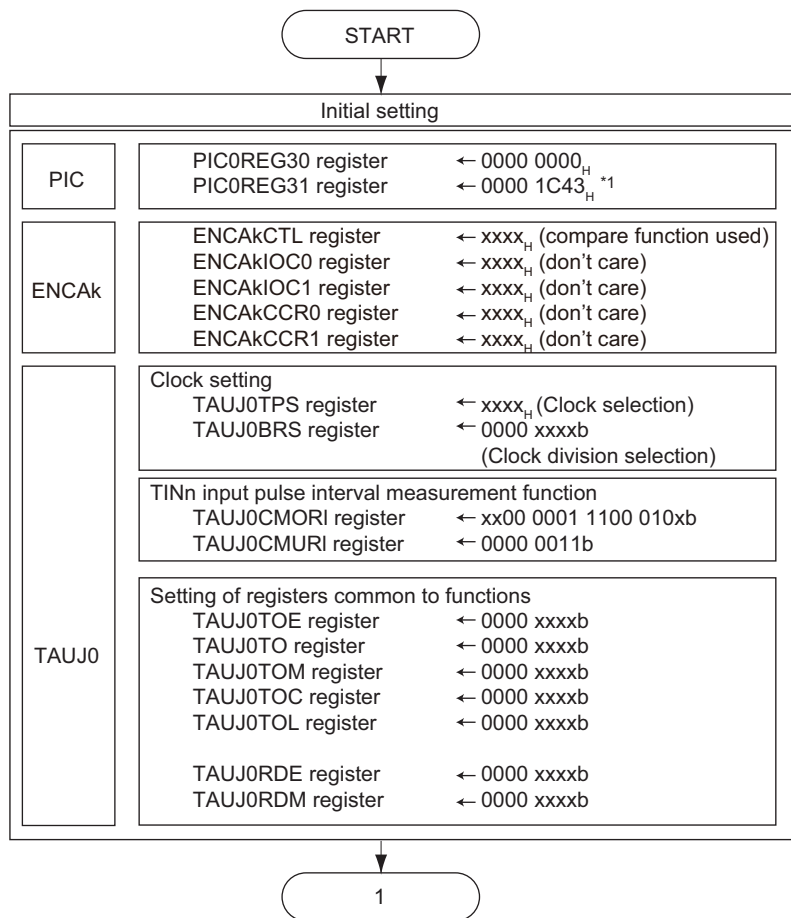 START
Initial setting
PIC
PIC0REG30 register ← 0000 0000H
PIC0REG31 register ← 0000 1C43H *1
ENCAk
ENCAkCTL register ← xxxxH (compare function used)
ENCAkIOC0 register ← xxxxH (don't care)
ENCAkIOC1 register ← xxxxH (don't care)
ENCAkCCR0 register ← xxxxH (don't care)
ENCAkCCR1 register ← xxxxH (don't care)
TAUJ0
Clock setting
TAUJ0TPS register ← xxxxH (Clock selection)
TAUJ0BRS register ← 0000 xxxxb
(Clock division selection)
TINn input pulse interval measurement function
TAUJ0CMORl register ← xx00 0001 1100 010xb
TAUJ0CMURl register ← 0000 0011b
Setting of registers common to functions
TAUJ0TOE register ← 0000 xxxxb
TAUJ0TO register ← 0000 xxxxb
TAUJ0TOM register ← 0000 xxxxb
TAUJ0TOC register ← 0000 xxxxb
TAUJ0TOL register ← 0000 xxxxb
TAUJ0RDE register ← 0000 xxxxb
TAUJ0RDM register ← 0000 xxxxb
1